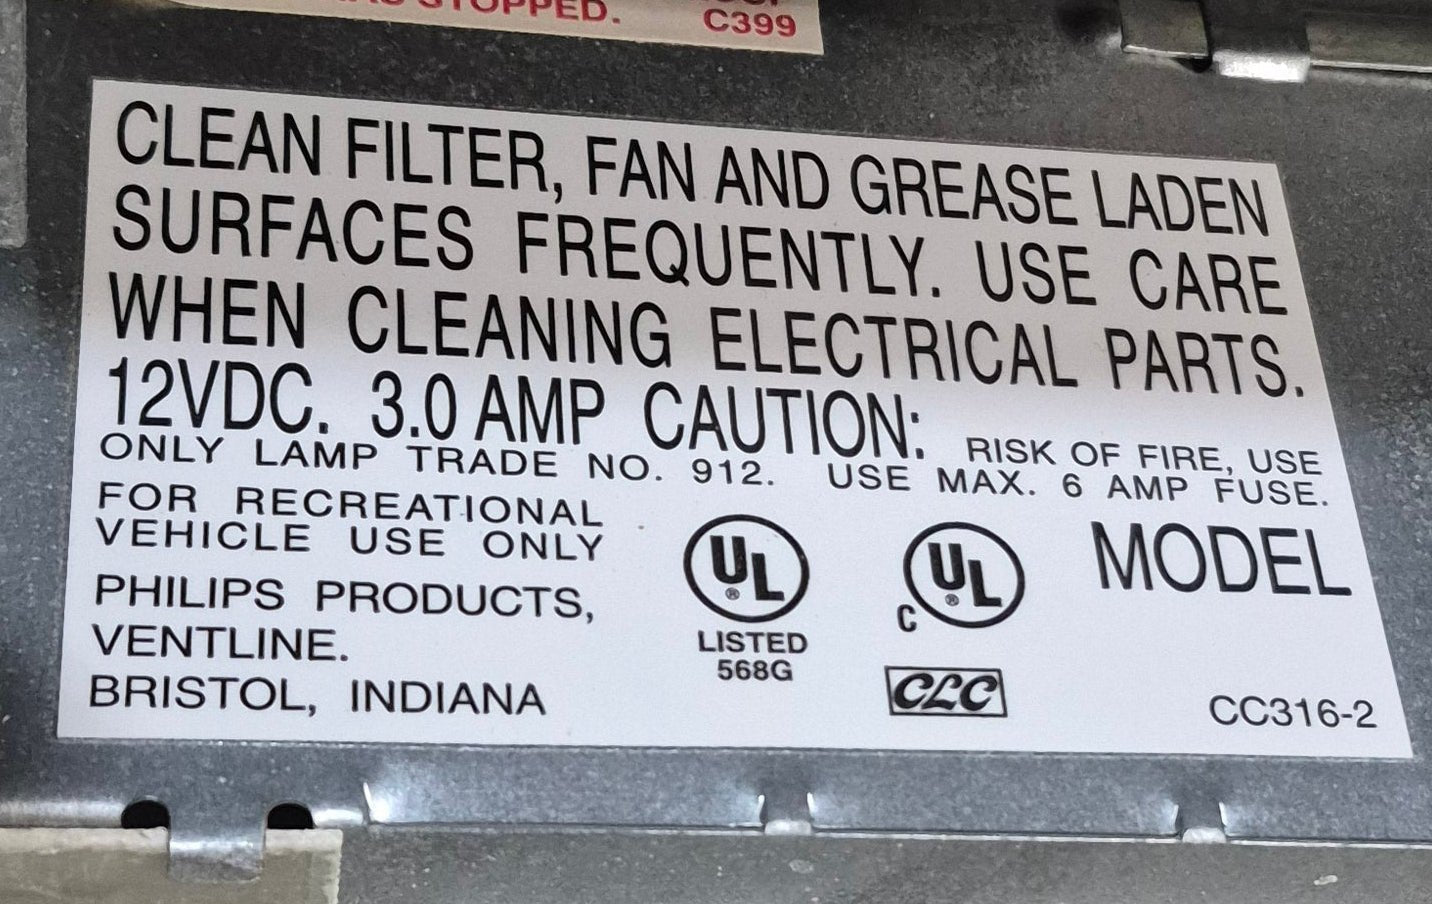 STOPPED.
C399
CLEAN FILTER, FAN AND GREASE LADEN
SURFACES FREQUENTLY. USE CARE
WHEN CLEANING ELECTRICAL PARTS.
12VDC. 3.0 AMP CAUTION: RISK OF FIRE, USE
ONLY LAMP TRADE NO. 912. USE MAX. 6 AMP FUSE.
FOR RECREATIONAL
VEHICLE USE ONLY
PHILIPS PRODUCTS,
VENTLINE.
BRISTOL, INDIANA
UL
®
LISTED
568G
C UL
®
CLC
MODEL
CC316-2